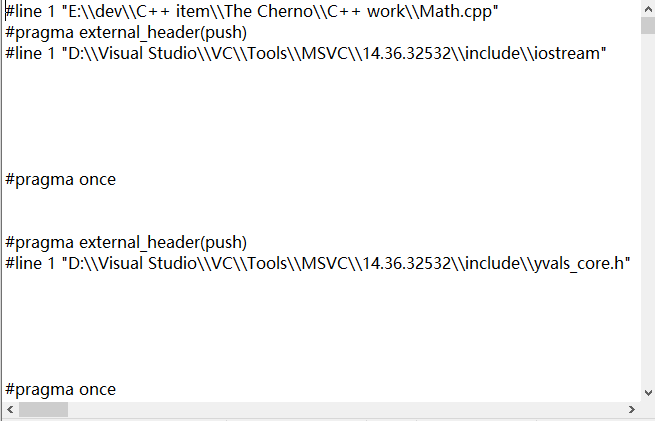 #line 1 "E:\\dev\\C++ item\\The Cherno\\C++ work\\Math.cpp"
#pragma external_header(push)
#line 1 "D:\\Visual Studio\\VC\\Tools\\MSVC\\14.36.32532\\include\\iostream"
#pragma once
#pragma external_header(push)
#line 1 "D:\\Visual Studio\\VC\\Tools\\MSVC\\14.36.32532\\include\\yvals_core.h"
#pragma once